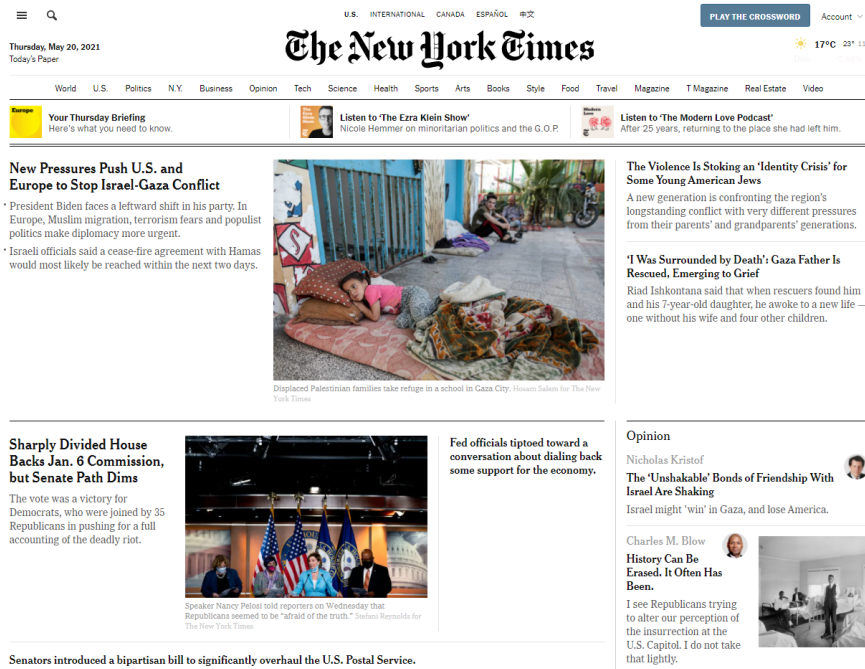 U.S. INTERNATIONAL CANADA ESPAÑOL 中文
PLAY THE CROSSWORD
Account
Thursday, May 20, 2021
Today's Paper
The New York Times
17°C 23° 11
World U.S. Politics N.Y. Business Opinion Tech Science Health Sports Arts Books Style Food Travel Magazine T Magazine Real Estate Video
Europe
Your Thursday Briefing
Here's what you need to know.
Listen to 'The Ezra Klein Show'
Nicole Hemmer on minoritarian politics and the G.O.P.
Modern
Love
Listen to 'The Modern Love Podcast'
After 25 years, returning to the place she had left him.
New Pressures Push U.S. and
Europe to Stop Israel-Gaza Conflict
• President Biden faces a leftward shift in his party. In
Europe, Muslim migration, terrorism fears and populist
politics make diplomacy more urgent.
• Israeli officials said a cease-fire agreement with Hamas
would most likely be reached within the next two days.
Displaced Palestinian families take refuge in a school in Gaza City. Hosam Salem for The New
York Times
The Violence Is Stoking an 'Identity Crisis' for
Some Young American Jews
A new generation is confronting the region's
longstanding conflict with very different pressures
from their parents' and grandparents' generations.
'I Was Surrounded by Death': Gaza Father Is
Rescued, Emerging to Grief
Riad Ishkontana said that when rescuers found him
and his 7-year-old daughter, he awoke to a new life —
one without his wife and four other children.
Sharply Divided House
Backs Jan. 6 Commission,
but Senate Path Dims
The vote was a victory for
Democrats, who were joined by 35
Republicans in pushing for a full
accounting of the deadly riot.
Speaker Nancy Pelosi told reporters on Wednesday that
Republicans seemed to be "afraid of the truth." Stefani Reynolds for
The New York Times
Fed officials tiptoed toward a
conversation about dialing back
some support for the economy.
Senators introduced a bipartisan bill to significantly overhaul the U.S. Postal Service.
Opinion
Nicholas Kristof
The 'Unshakable' Bonds of Friendship With
Israel Are Shaking
Israel might 'win' in Gaza, and lose America.
Charles M. Blow
History Can Be
Erased. It Often Has
Been.
I see Republicans trying
to alter our perception of
the insurrection at the
U.S. Capitol. I do not take
that lightly.